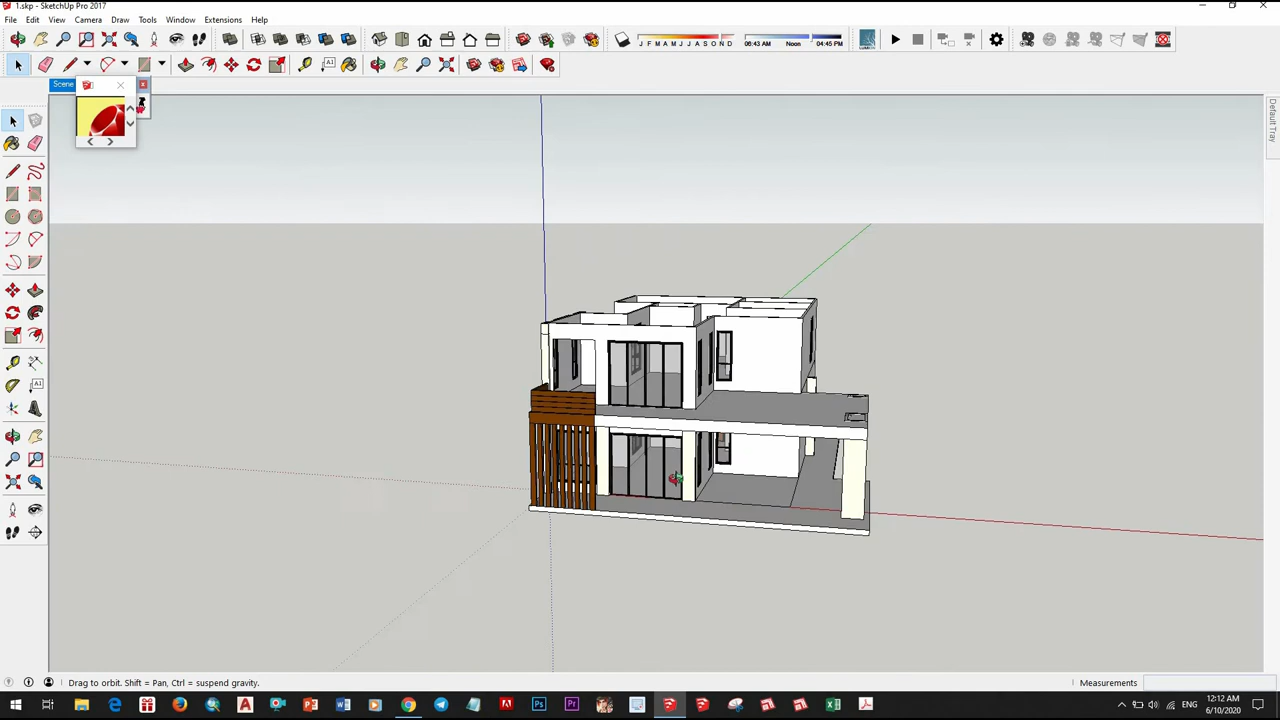 1.skp - SketchUp Pro 2017
File Edit View Camera Draw Tools Window Extensions Help
J F M A M J J A S O N D
06:43 AM Noon 04:45 PM
Scene
Default Tray
Drag to orbit. Shift = Pan, Ctrl = suspend gravity.
Measurements
12:12 AM
6/10/2020